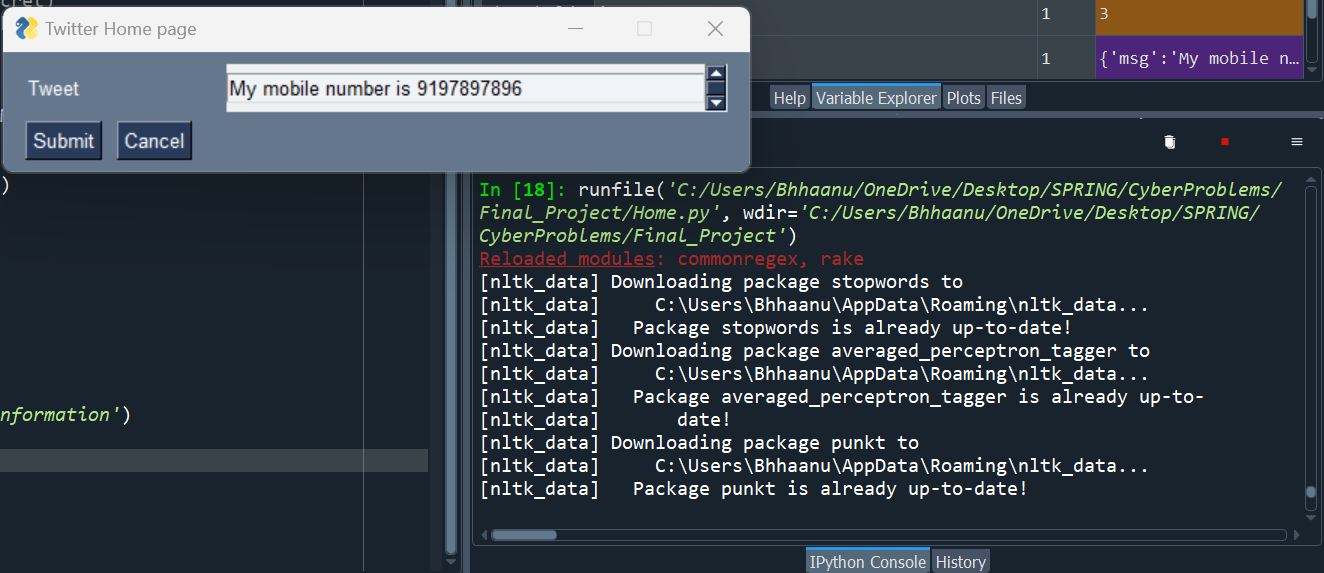 cret)
Twitter Home page
Tweet
My mobile number is 9197897896
Submit Cancel
)
nformation')
1 3
1 {'msg':'My mobile n…
Help Variable Explorer Plots Files
In [18]: runfile('C:/Users/Bhhaanu/OneDrive/Desktop/SPRING/CyberProblems/
Final_Project/Home.py', wdir='C:/Users/Bhhaanu/OneDrive/Desktop/SPRING/
CyberProblems/Final_Project')
Reloaded modules: commonregex, rake
[nltk_data] Downloading package stopwords to
[nltk_data]     C:\Users\Bhhaanu\AppData\Roaming\nltk_data...
[nltk_data]   Package stopwords is already up-to-date!
[nltk_data] Downloading package averaged_perceptron_tagger to
[nltk_data]     C:\Users\Bhhaanu\AppData\Roaming\nltk_data...
[nltk_data]   Package averaged_perceptron_tagger is already up-to-
[nltk_data]       date!
[nltk_data] Downloading package punkt to
[nltk_data]     C:\Users\Bhhaanu\AppData\Roaming\nltk_data...
[nltk_data]   Package punkt is already up-to-date!
IPython Console History